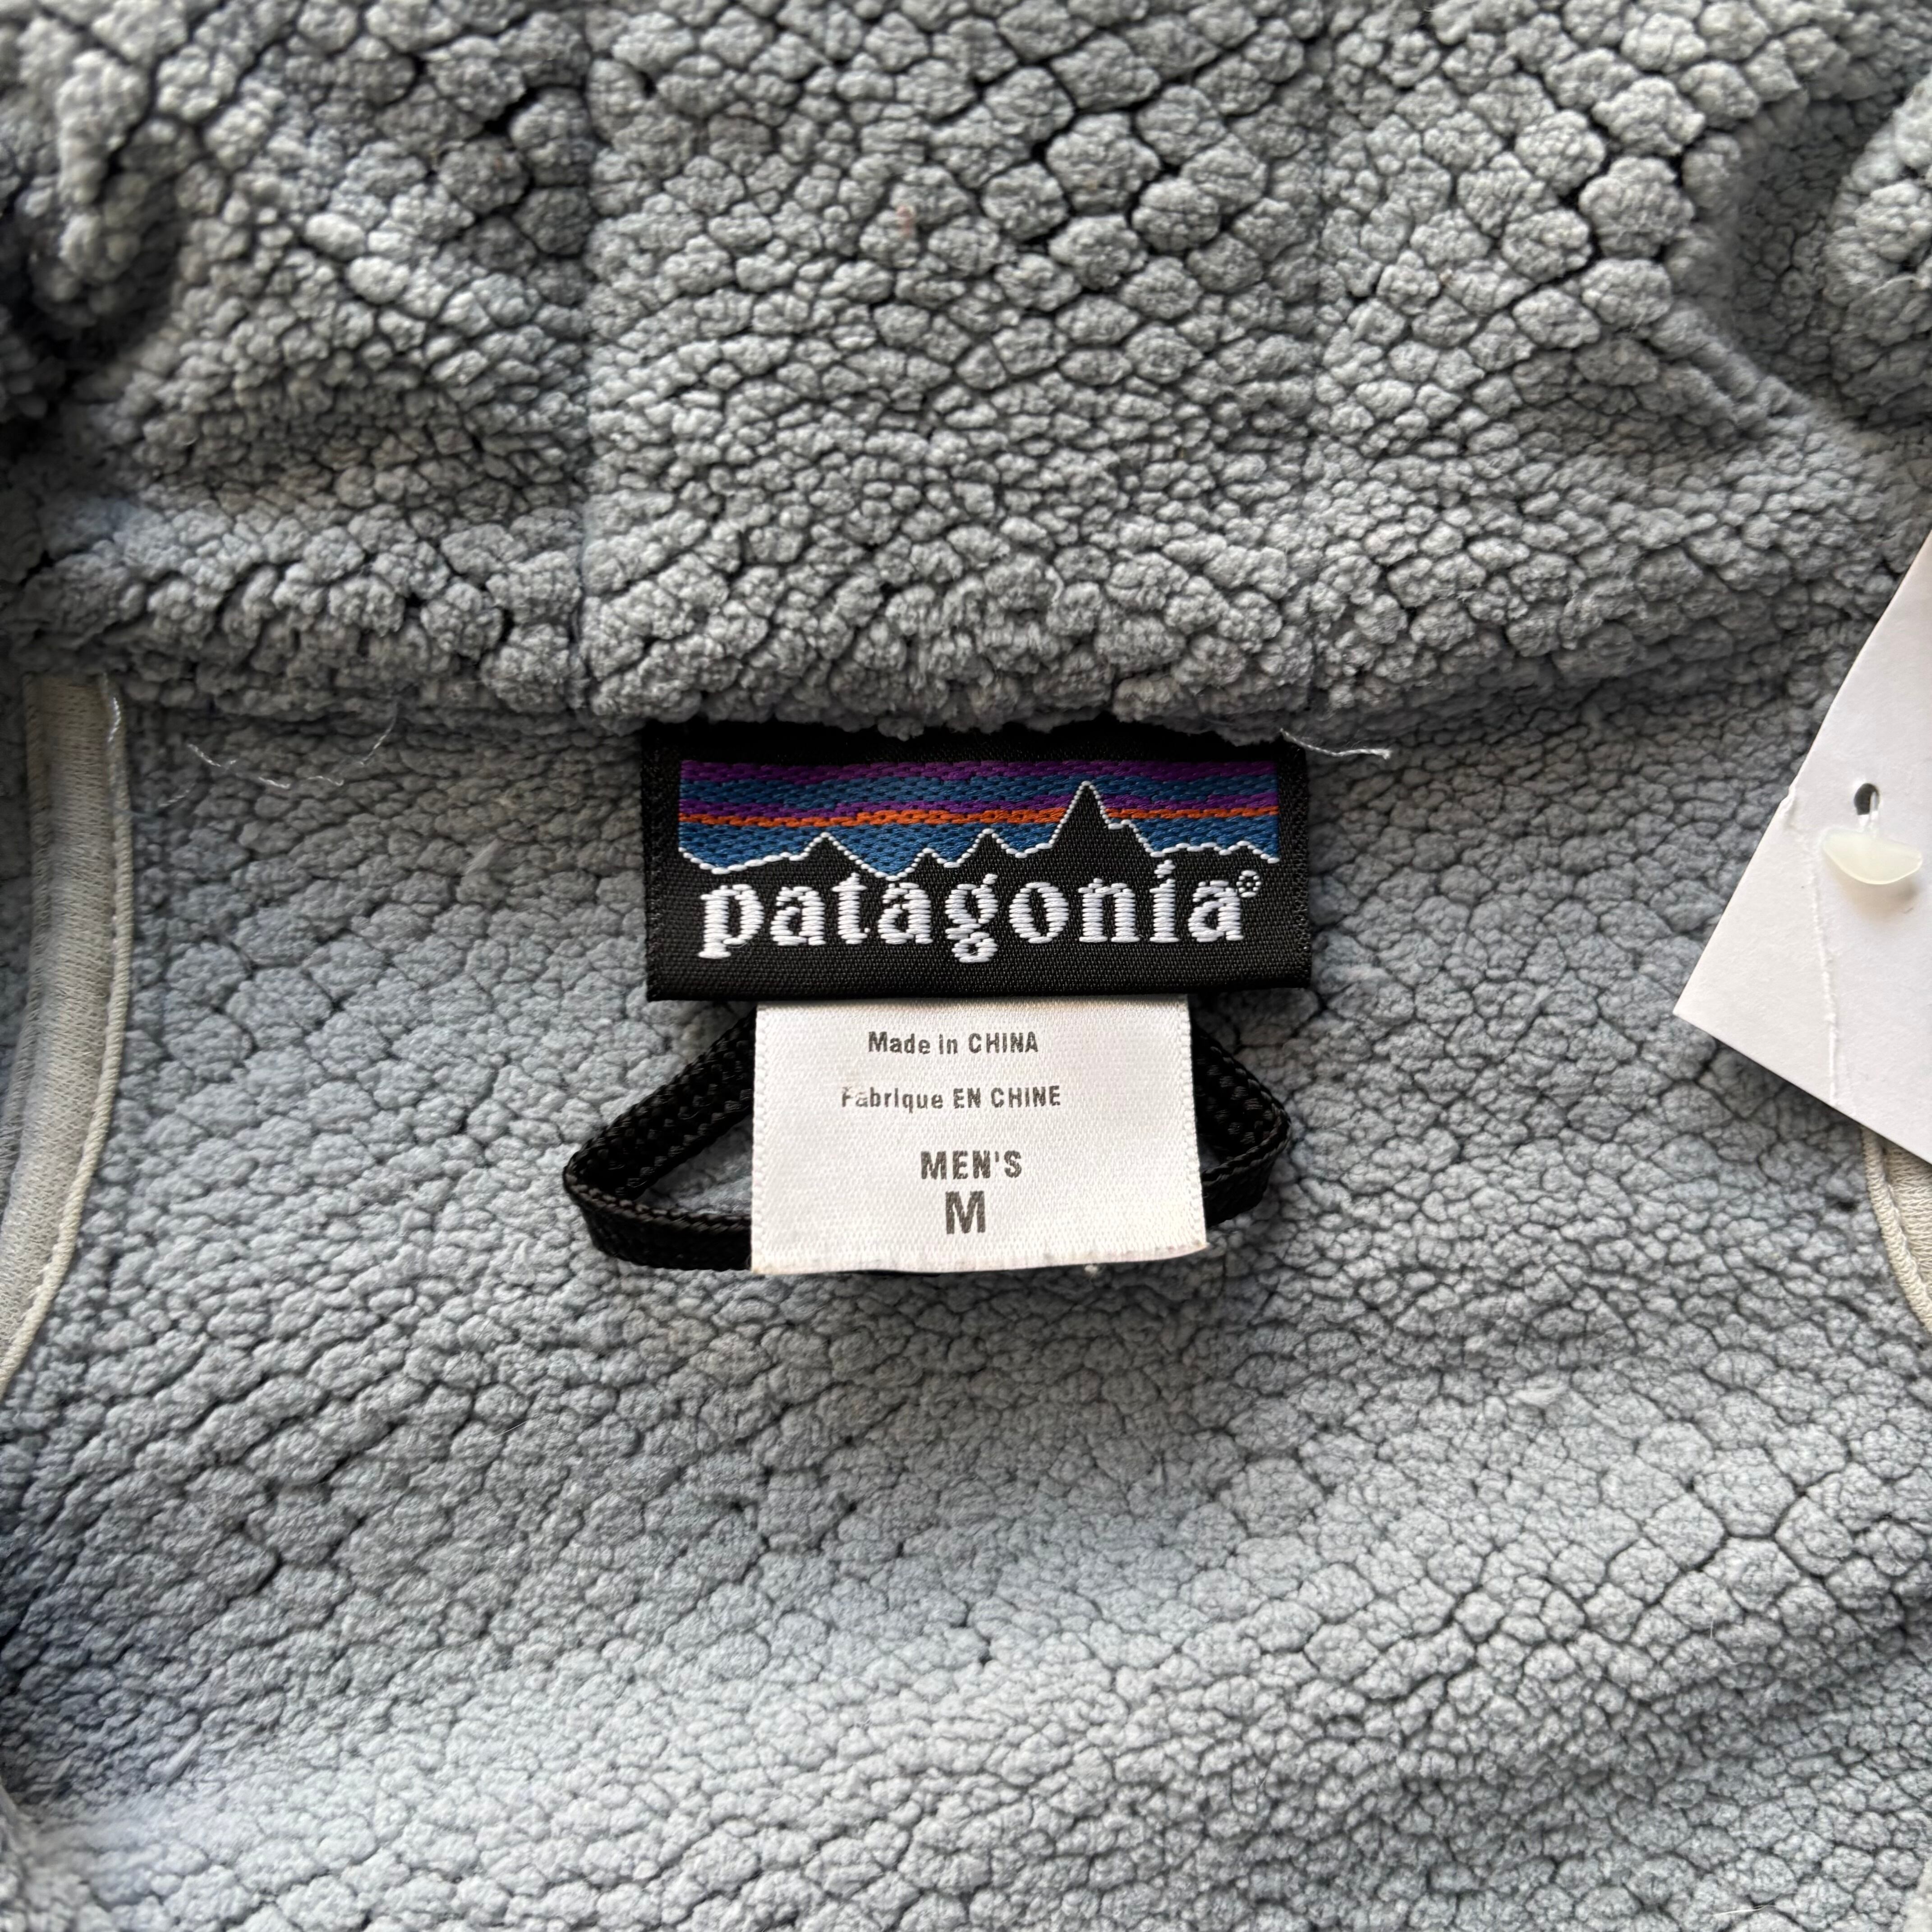 patagonia®
Made in CHINA
Fabrique EN CHINE
MEN'S
M